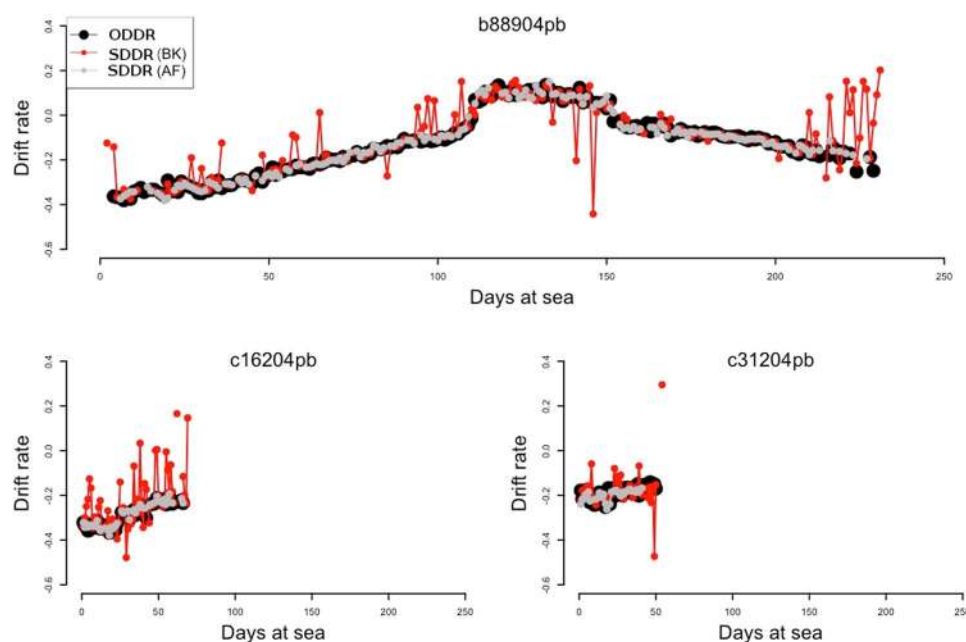 b88904pb
ODDR
SDDR (BK)
SDDR (AF)
Drift rate
0.4
0.2
0.0
-0.2
-0.4
-0.6
0 50 100 150 200 250
Days at sea
c16204pb
Drift rate
0.4
0.2
0.0
-0.2
-0.4
-0.6
0 50 100 150 200 250
Days at sea
c31204pb
Drift rate
0.4
0.2
0.0
-0.2
-0.4
-0.6
0 50 100 150 200 250
Days at sea